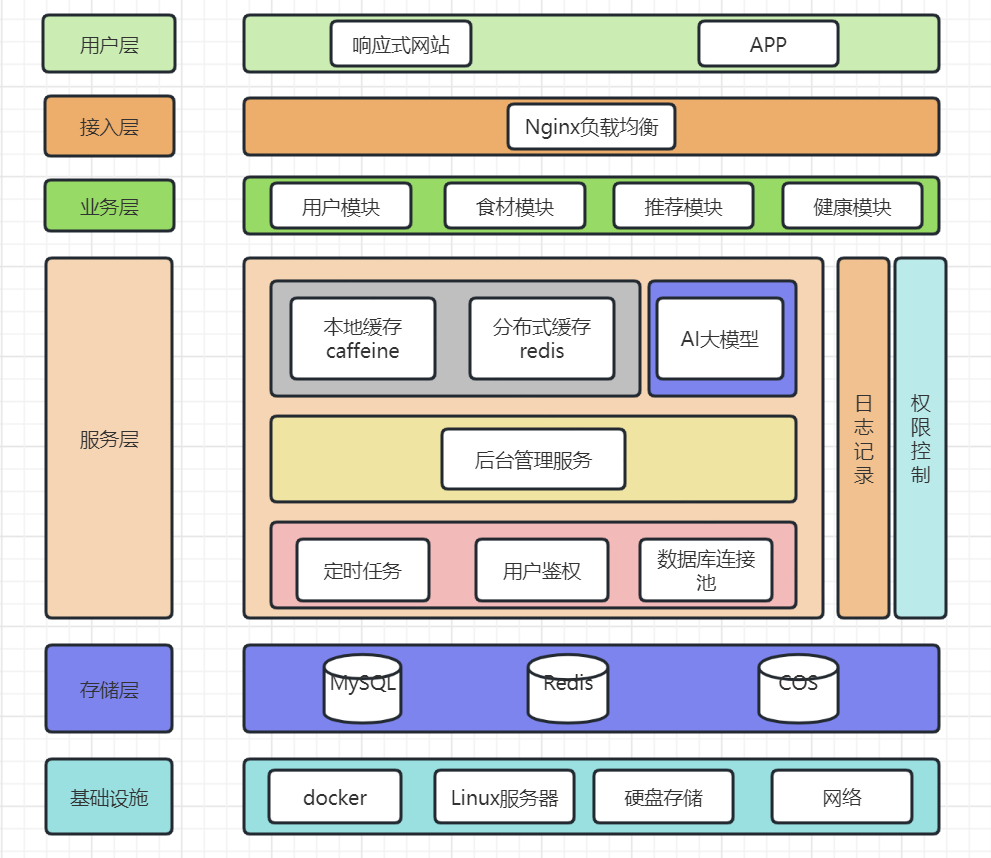 用户层
响应式网站
APP
接入层
Nginx负载均衡
业务层
用户模块
食材模块
推荐模块
健康模块
服务层
本地缓存
caffeine
分布式缓存
redis
AI大模型
后台管理服务
定时任务
用户鉴权
数据库连接
池
日
志
记
录
权
限
控
制
存储层
MySQL
Redis
COS
基础设施
docker
Linux服务器
硬盘存储
网络